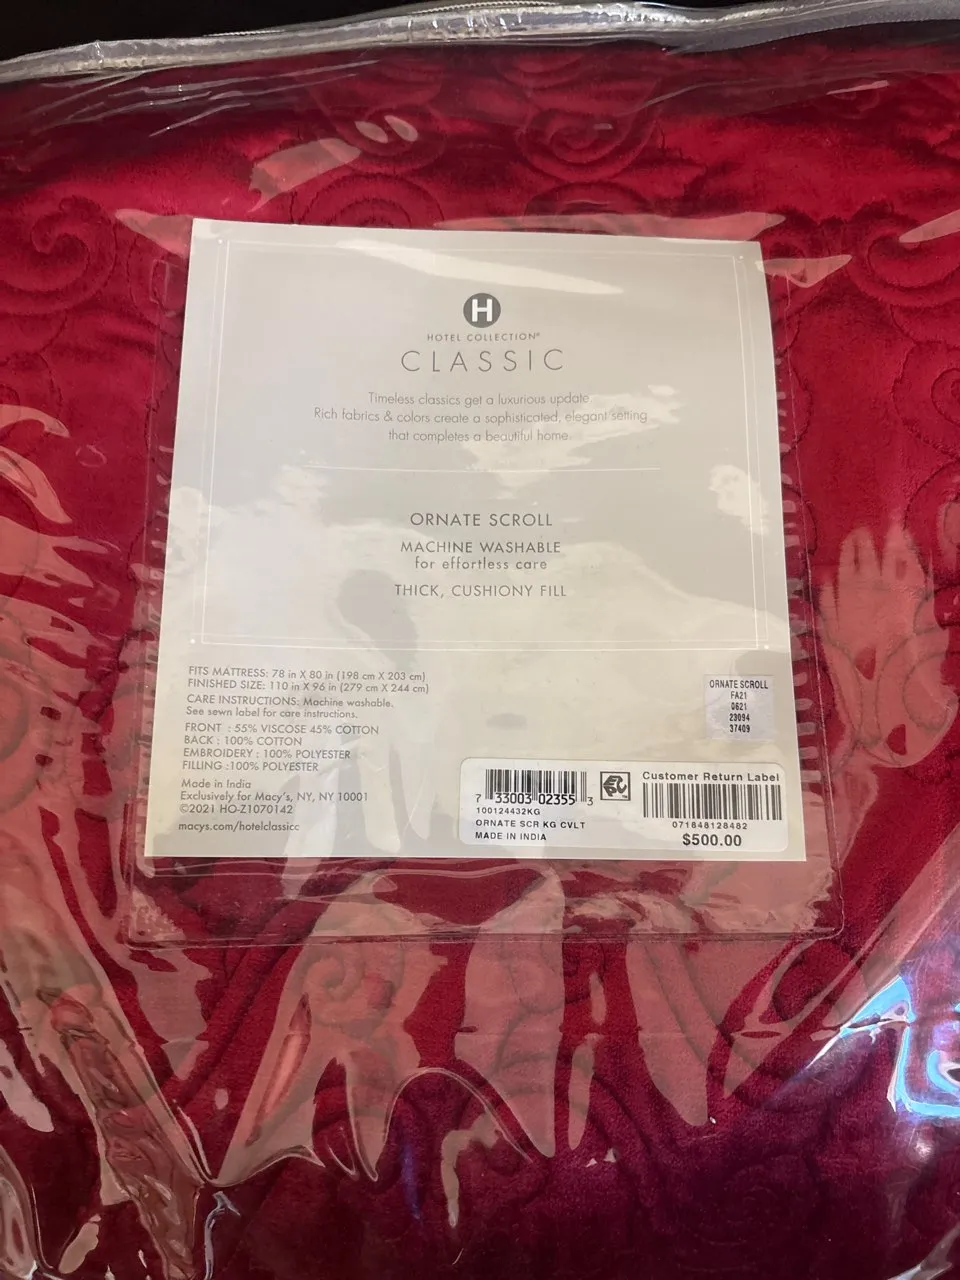 H
HOTEL COLLECTION®
CLASSIC
Timeless classics get a luxurious update.
Rich fabrics & colors create a sophisticated, elegant setting
that completes a beautiful home.
ORNATE SCROLL
MACHINE WASHABLE
for effortless care
THICK, CUSHIONY FILL
FITS MATTRESS: 78 in X 80 in (198 cm X 203 cm)
FINISHED SIZE: 110 in X 96 in (279 cm X 244 cm)
CARE INSTRUCTIONS: Machine washable.
See sewn label for care instructions.
FRONT : 55% VISCOSE 45% COTTON
BACK : 100% COTTON
EMBROIDERY : 100% POLYESTER
FILLING :100% POLYESTER
Made in India
Exclusively for Macy's, NY, NY 10001
©2021 HO-Z1070142
macys.com/hotelclassicc
ORNATE SCROLL
FA21
0621
23094
37409
7 33003 02355 3
100124432KG
ORNATE SCR KG CVLT
MADE IN INDIA
Customer Return Label
071848128482
$500.00